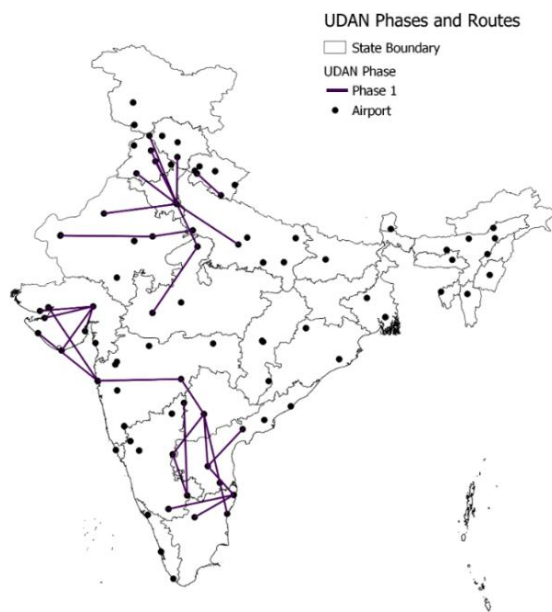 UDAN Phases and Routes
State Boundary
UDAN Phase
Phase 1
Airport